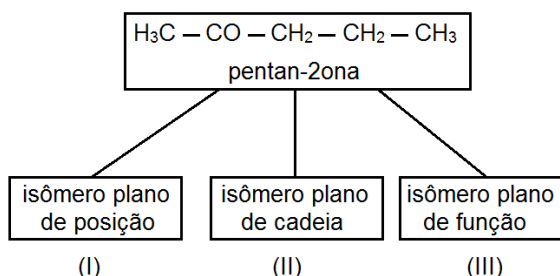 H₃C – CO – CH₂ – CH₂ – CH₃
pentan-2ona
isômero plano
de posição
isômero plano
de cadeia
isômero plano
de função
(I)
(II)
(III)